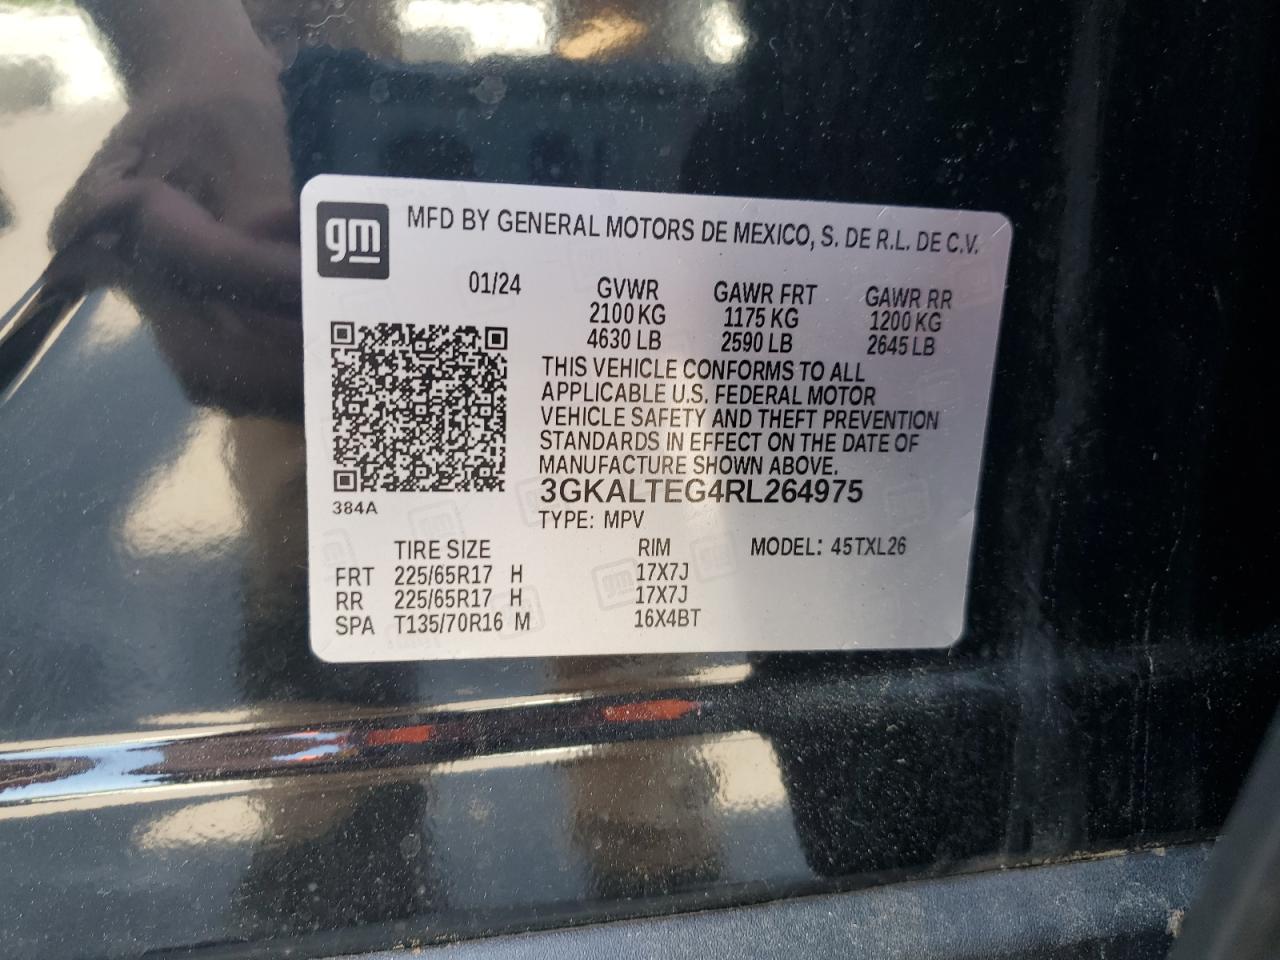 gm MFD BY GENERAL MOTORS DE MEXICO, S. DE R.L. DE C.V.
01/24 GVWR GAWR FRT GAWR RR
2100 KG 1175 KG 1200 KG
4630 LB 2590 LB 2645 LB
THIS VEHICLE CONFORMS TO ALL
APPLICABLE U.S. FEDERAL MOTOR
VEHICLE SAFETY AND THEFT PREVENTION
STANDARDS IN EFFECT ON THE DATE OF
MANUFACTURE SHOWN ABOVE.
3GKALTEG4RL264975
384A
TYPE: MPV
TIRE SIZE RIM MODEL: 45TXL26
FRT 225/65R17 H 17X7J
RR 225/65R17 H 17X7J
SPA T135/70R16 M 16X4BT